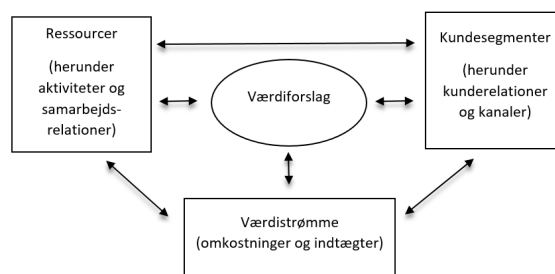 Ressourcer
(herunder
aktiviteter og
samarbejds-
relationer)
Værdiforslag
Kundesegmenter
(herunder
kunderelationer
og kanaler)
Værdistrømme
(omkostninger og indtægter)